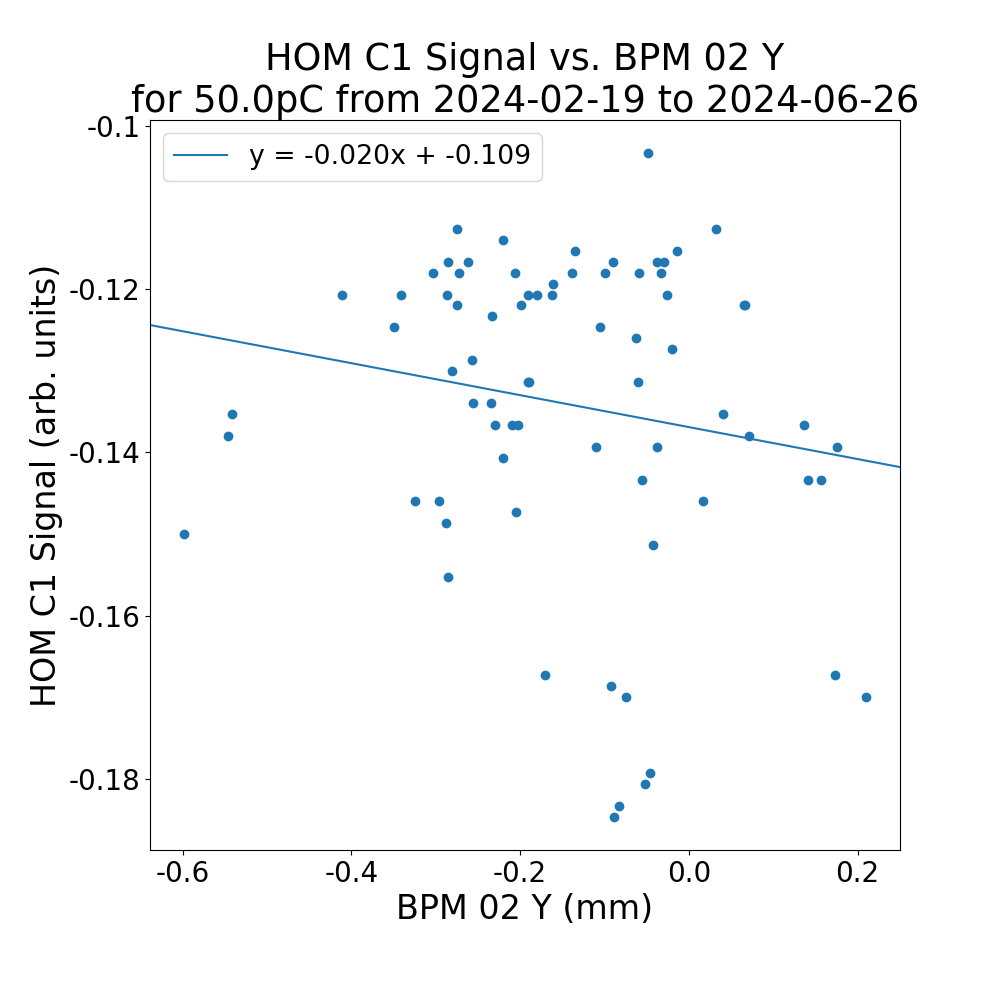 HOM C1 Signal vs. BPM 02 Y
for 50.0pC from 2024-02-19 to 2024-06-26
y = -0.020x + -0.109
HOM C1 Signal (arb. units)
-0.1
-0.12
-0.14
-0.16
-0.18
-0.6 -0.4 -0.2 0.0 0.2
BPM 02 Y (mm)